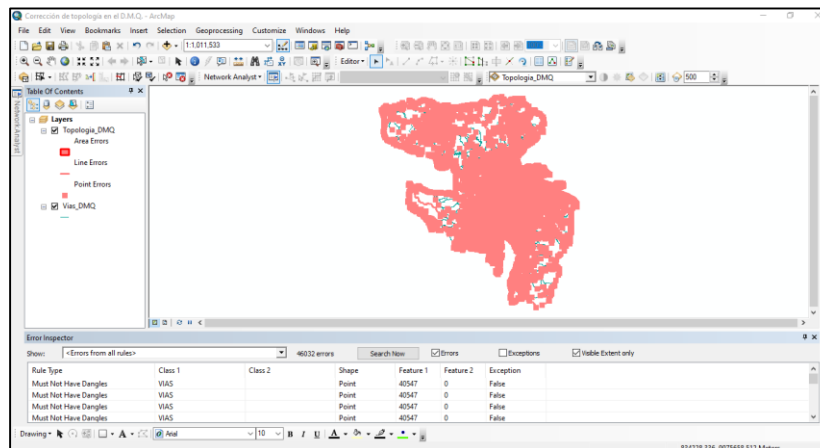 Corrección de topología en el D.M.Q. - ArcMap
File Edit View Bookmarks Insert Selection Geoprocessing Customize Windows Help
1:1,011,533
Editor
Network Analyst Topologia_DMQ 500
Table Of Contents
Network Analyst
Layers
Topologia_DMQ
Area Errors
Line Errors
Point Errors
Vias_DMQ
Error Inspector
Show: <Errors from all rules> 46032 errors Search Now Errors Exceptions Visible Extent only
Rule Type Class 1 Class 2 Shape Feature 1 Feature 2 Exception
Must Not Have Dangles VIAS Point 40547 0 False
Must Not Have Dangles VIAS Point 40547 0 False
Must Not Have Dangles VIAS Point 40547 0 False
Must Not Have Dangles VIAS Point 40547 0 False
Drawing A Arial 10 B I U A
Meters